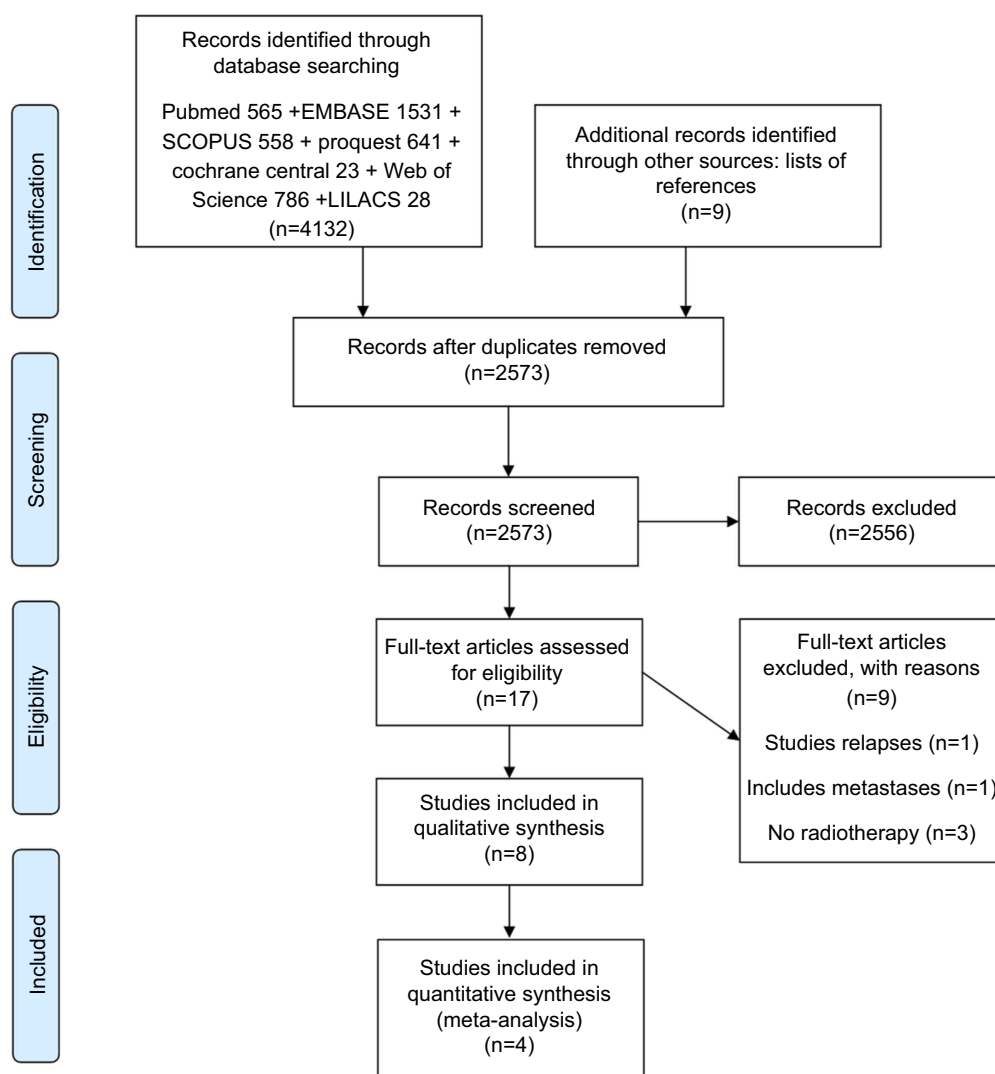 Records identified through
database searching
Pubmed 565 +EMBASE 1531 +
SCOPUS 558 + proquest 641 +
cochrane central 23 + Web of
Science 786 +LILACS 28
(n=4132)
Additional records identified
through other sources: lists of
references
(n=9)
Identification
Records after duplicates removed
(n=2573)
Screening
Records screened
(n=2573)
Records excluded
(n=2556)
Eligibility
Full-text articles assessed
for eligibility
(n=17)
Full-text articles
excluded, with reasons
(n=9)
Studies relapses (n=1)
Includes metastases (n=1)
No radiotherapy (n=3)
Studies included in
qualitative synthesis
(n=8)
Included
Studies included in
quantitative synthesis
(meta-analysis)
(n=4)